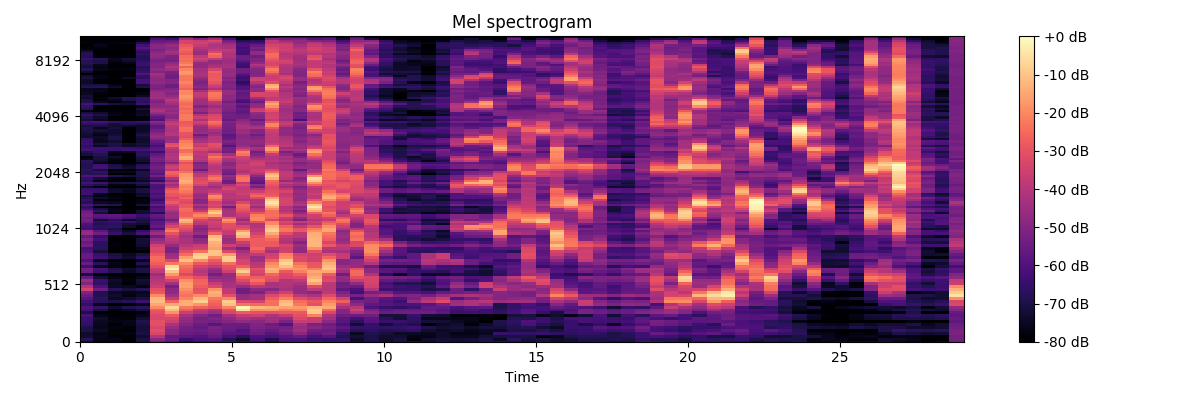 Mel spectrogram
8192
4096
2048
1024
512
0
Hz
0 5 10 15 20 25
Time
+0 dB
-10 dB
-20 dB
-30 dB
-40 dB
-50 dB
-60 dB
-70 dB
-80 dB